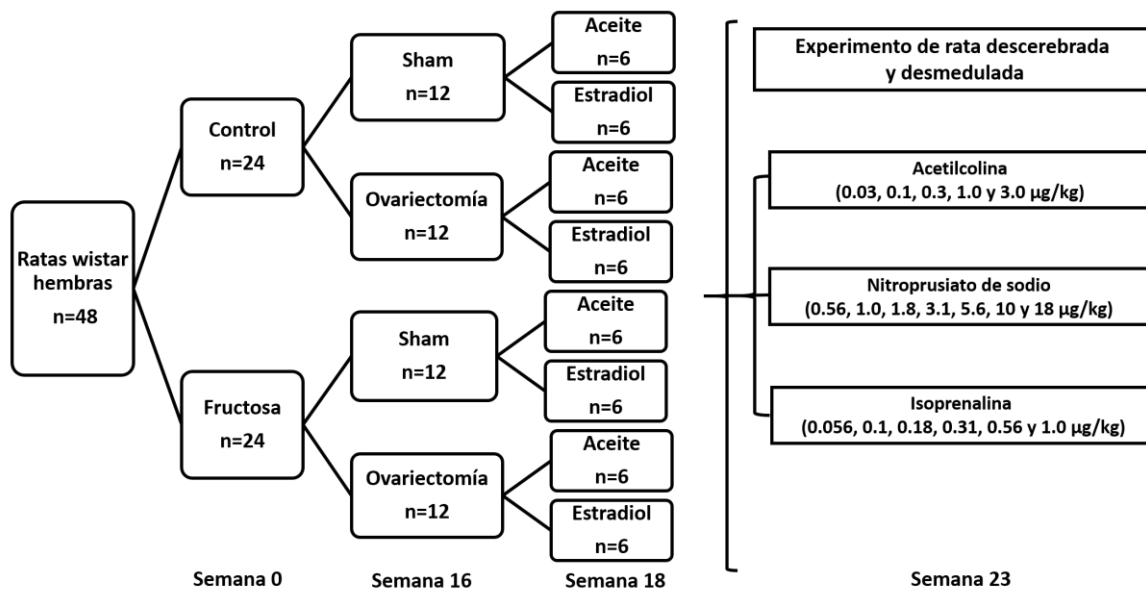 Ratas wistar
hembras
n=48
Control
n=24
Fructosa
n=24
Sham
n=12
Ovariectomía
n=12
Sham
n=12
Ovariectomía
n=12
Aceite
n=6
Estradiol
n=6
Aceite
n=6
Estradiol
n=6
Aceite
n=6
Estradiol
n=6
Aceite
n=6
Estradiol
n=6
Experimento de rata descerebrada
y desmedulada
Acetilcolina
(0.03, 0.1, 0.3, 1.0 y 3.0 µg/kg)
Nitroprusiato de sodio
(0.56, 1.0, 1.8, 3.1, 5.6, 10 y 18 µg/kg)
Isoprenalina
(0.056, 0.1, 0.18, 0.31, 0.56 y 1.0 µg/kg)
Semana 0
Semana 16
Semana 18
Semana 23